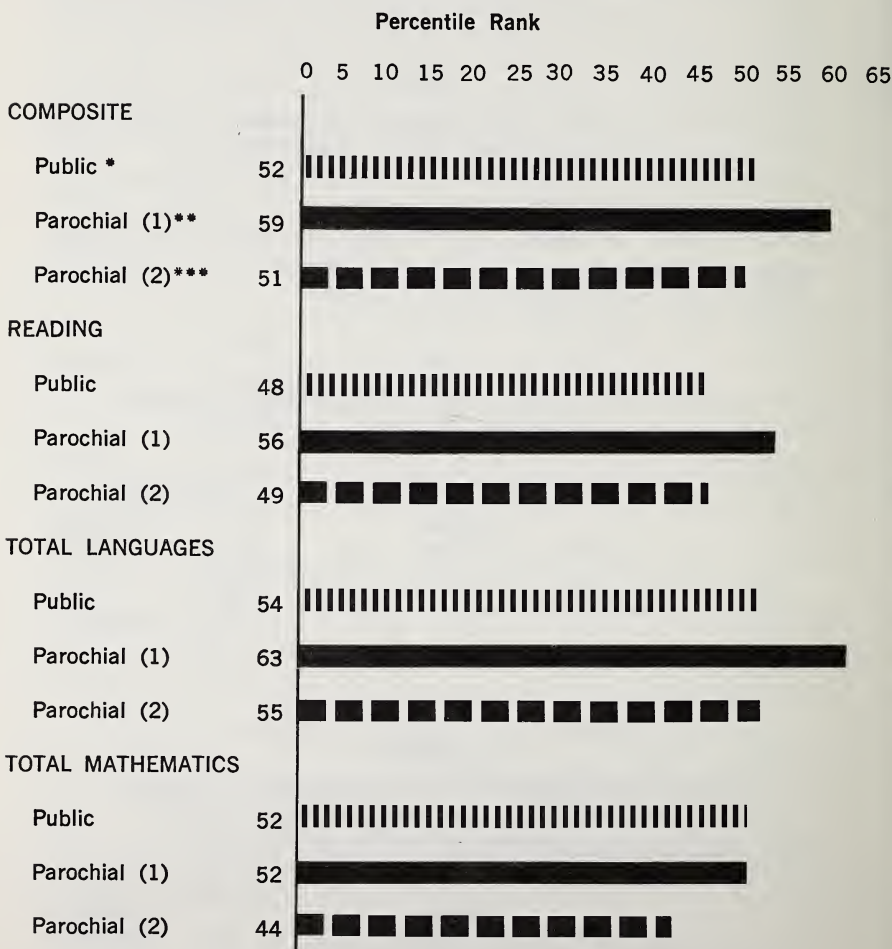 Percentile Rank
0 5 10 15 20 25 30 35 40 45 50 55 60 65
COMPOSITE
Public * 52
Parochial (1)** 59
Parochial (2)*** 51
READING
Public 48
Parochial (1) 56
Parochial (2) 49
TOTAL LANGUAGES
Public 54
Parochial (1) 63
Parochial (2) 55
TOTAL MATHEMATICS
Public 52
Parochial (1) 52
Parochial (2) 44